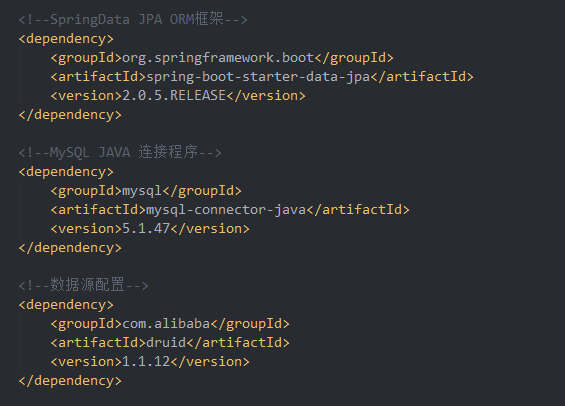 <!--SpringData JPA ORM框架-->
<dependency>
    <groupId>org.springframework.boot</groupId>
    <artifactId>spring-boot-starter-data-jpa</artifactId>
    <version>2.0.5.RELEASE</version>
</dependency>
<!--MySQL JAVA 连接程序-->
<dependency>
    <groupId>mysql</groupId>
    <artifactId>mysql-connector-java</artifactId>
    <version>5.1.47</version>
</dependency>
<!--数据源配置-->
<dependency>
    <groupId>com.alibaba</groupId>
    <artifactId>druid</artifactId>
    <version>1.1.12</version>
</dependency>